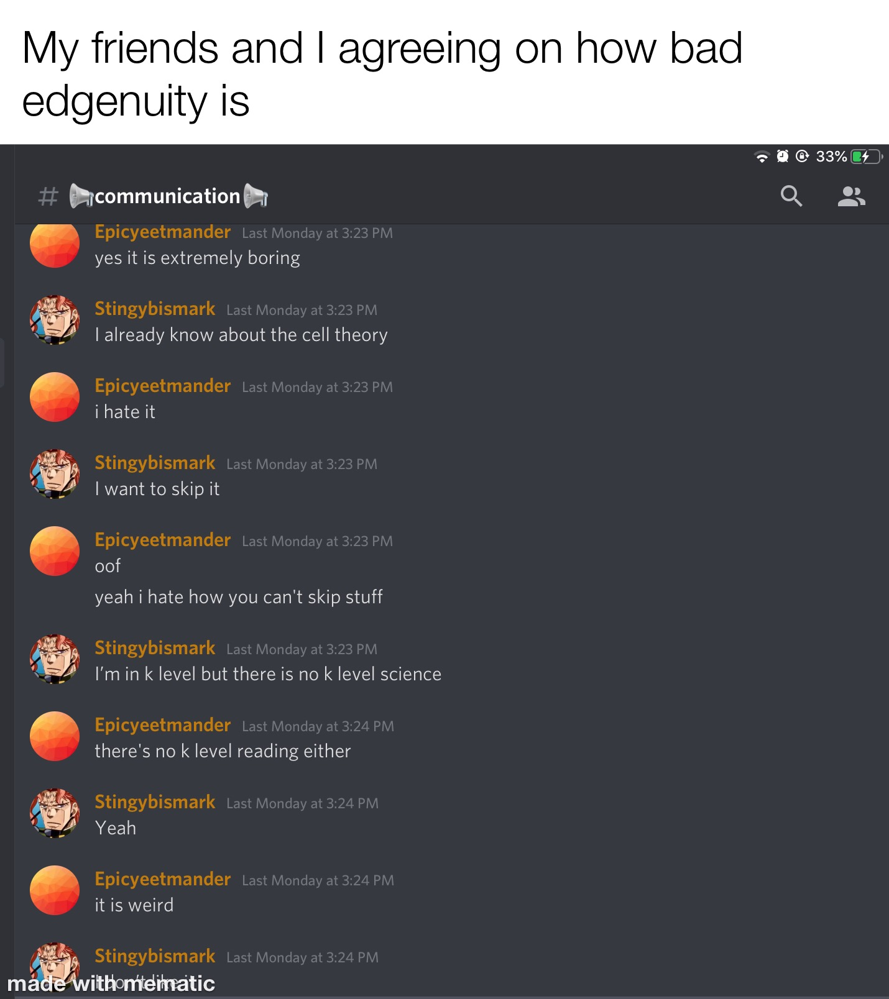 My friends and I agreeing on how bad
edgenuity is
33%
# communication
Epicyeetmander Last Monday at 3:23 PM
yes it is extremely boring
Stingybismark Last Monday at 3:23 PM
I already know about the cell theory
Epicyeetmander Last Monday at 3:23 PM
i hate it
Stingybismark Last Monday at 3:23 PM
I want to skip it
Epicyeetmander Last Monday at 3:23 PM
oof
yeah i hate how you can't skip stuff
Stingybismark Last Monday at 3:23 PM
I’m in k level but there is no k level science
Epicyeetmander Last Monday at 3:24 PM
there's no k level reading either
Stingybismark Last Monday at 3:24 PM
Yeah
Epicyeetmander Last Monday at 3:24 PM
it is weird
Stingybismark Last Monday at 3:24 PM
I don’t like it
made with mematic